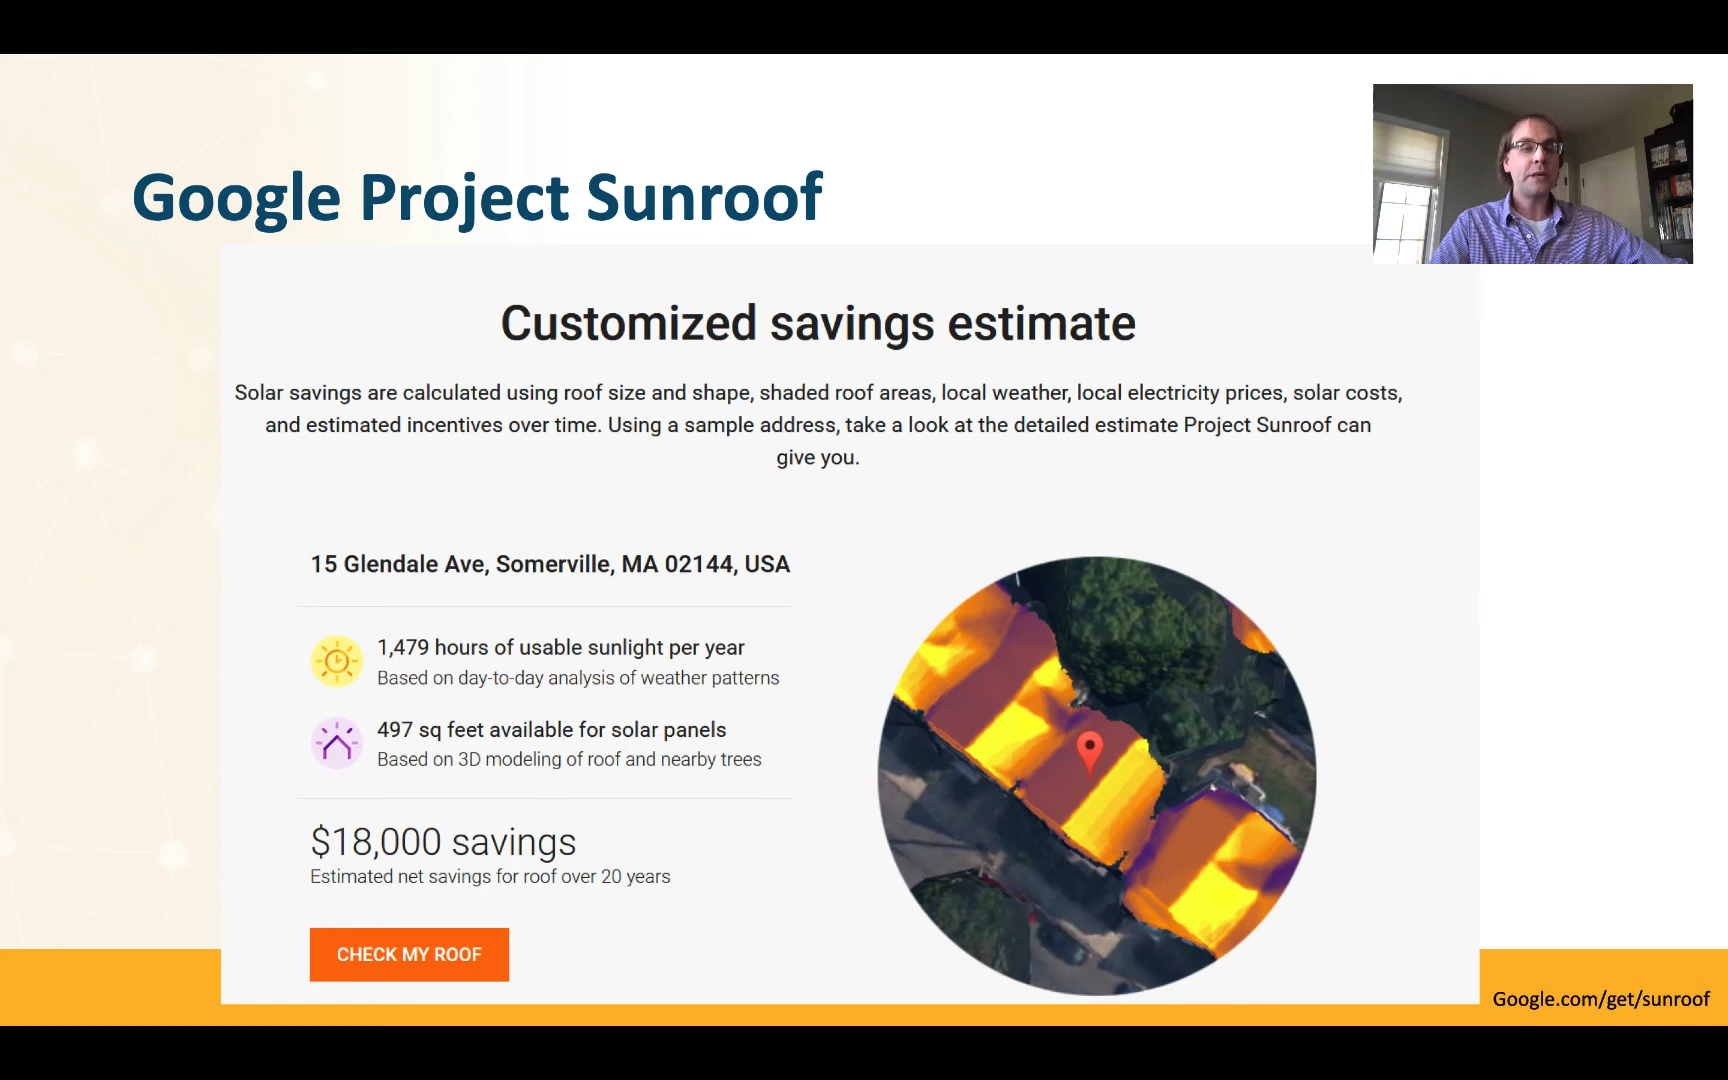 Google Project Sunroof
Customized savings estimate
Solar savings are calculated using roof size and shape, shaded roof areas, local weather, local electricity prices, solar costs,
and estimated incentives over time. Using a sample address, take a look at the detailed estimate Project Sunroof can
give you.
15 Glendale Ave, Somerville, MA 02144, USA
1,479 hours of usable sunlight per year
Based on day-to-day analysis of weather patterns
497 sq feet available for solar panels
Based on 3D modeling of roof and nearby trees
$18,000 savings
Estimated net savings for roof over 20 years
CHECK MY ROOF
Google.com/get/sunroof